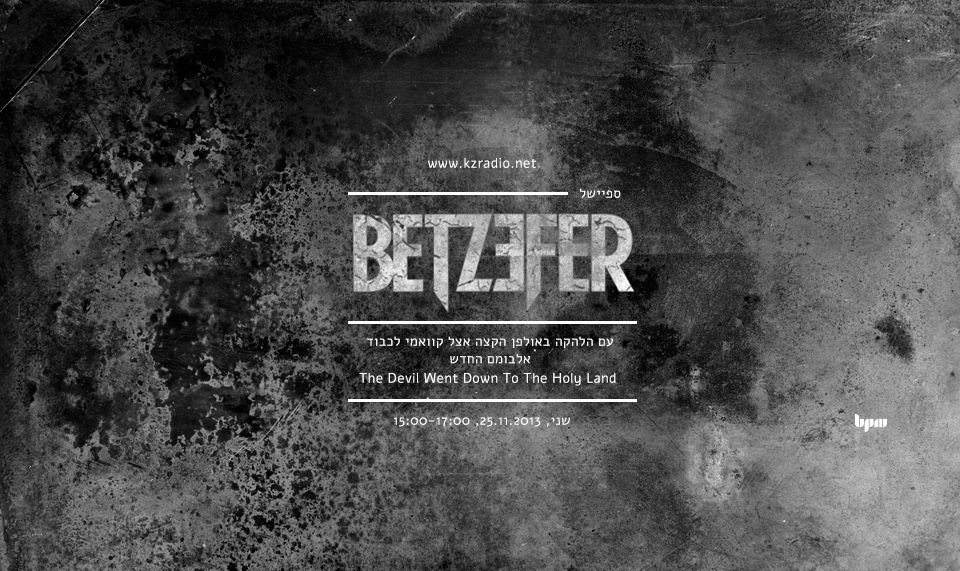 www.kzradio.net
ספיישל
BETZEFER
עם הלהקה באולפן הקצה אצל קוואמי לכבוד
אלבומם החדש
The Devil Went Down To The Holy Land
שני, 25.11.2013, 15:00-17:00
bpm